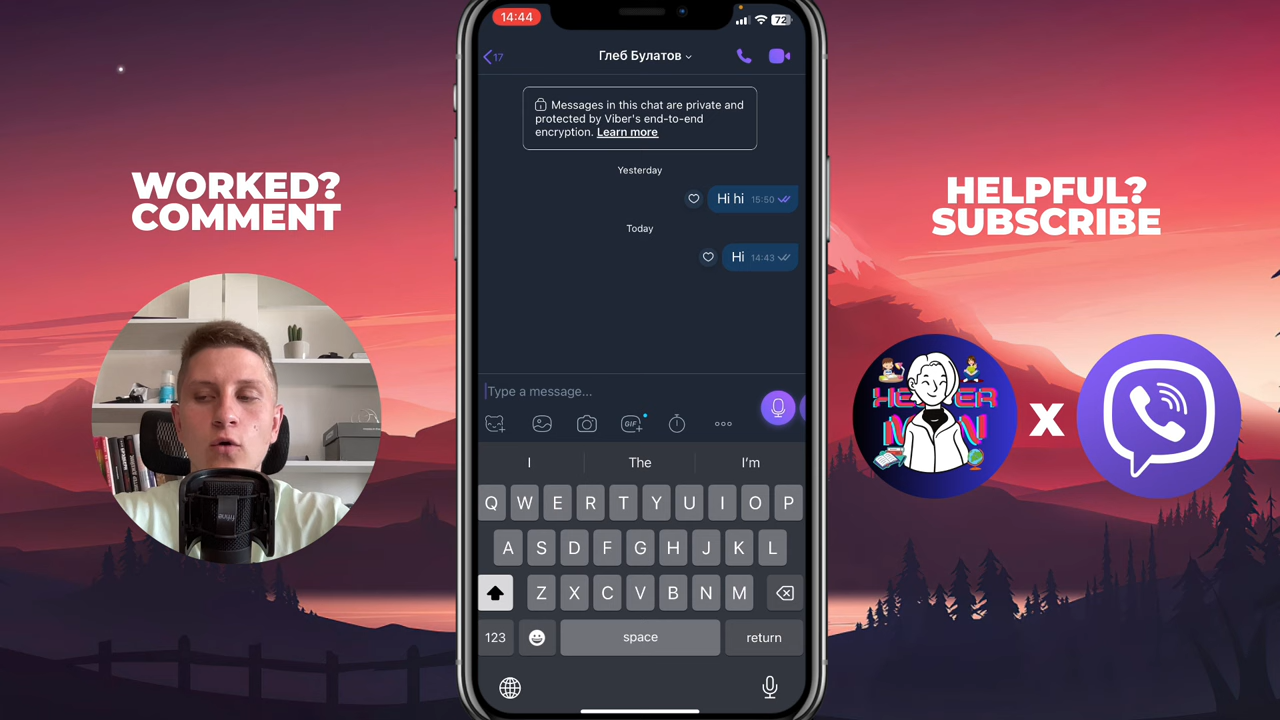 14:44
72
17
Глеб Булатов
Messages in this chat are private and
protected by Viber's end-to-end
encryption. Learn more
Yesterday
Hi hi 15:50
Today
Hi 14:43
Type a message...
GIF
I The I'm
Q W E R T Y U I O P
A S D F G H J K L
Z X C V B N M
123 space return
WORKED?
COMMENT
HELPFUL?
SUBSCRIBE
X